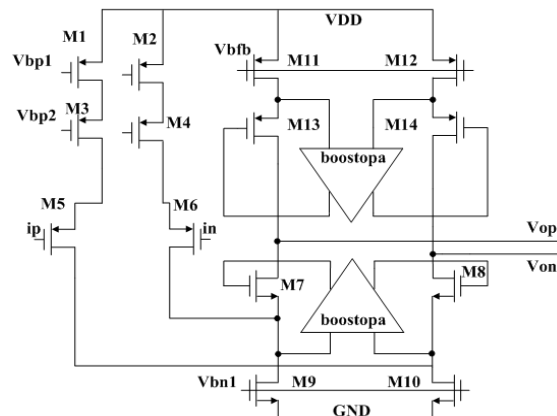 VDD
M1
M2
Vbp1
Vbfb
M11
M12
Vbp2
M3
M4
M13
M14
boostopa
M5
M6
ip
in
Vop
Von
M7
M8
boostopa
Vbn1
M9
M10
GND